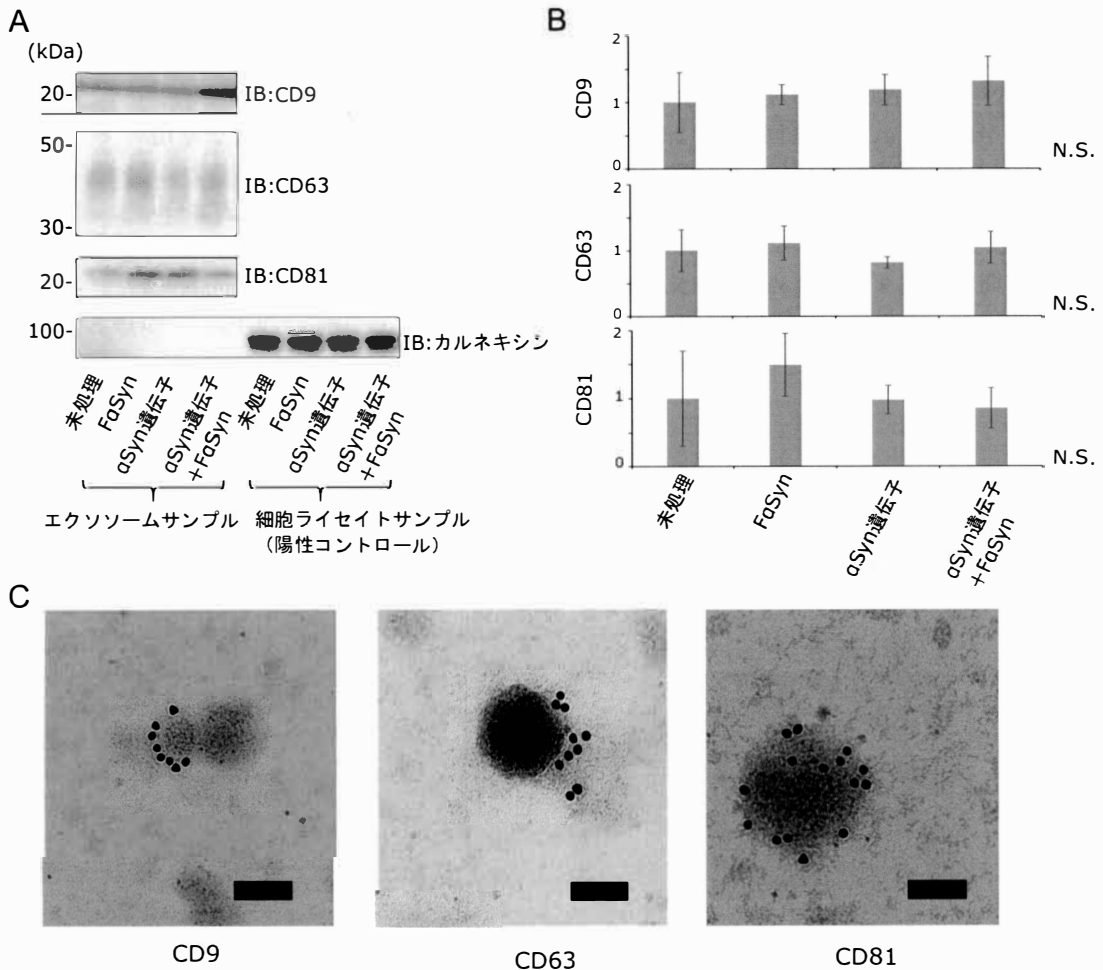 A
(kDa)
20-
IB:CD9
50-
30-
IB:CD63
20-
IB:CD81
100-
IB:カルネキシン
未処理
FαSyn
αSyn遺伝子
αSyn遺伝子
+FαSyn
未処理
FαSyn
αSyn遺伝子
αSyn遺伝子
+FαSyn
エクソソームサンプル
細胞ライセイトサンプル
(陽性コントロール)
B
CD9
2
1
0
N.S.
CD63
2
1
0
N.S.
CD81
2
1
0
N.S.
未処理
FαSyn
αSyn遺伝子
αSyn遺伝子
+FαSyn
C
CD9
CD63
CD81